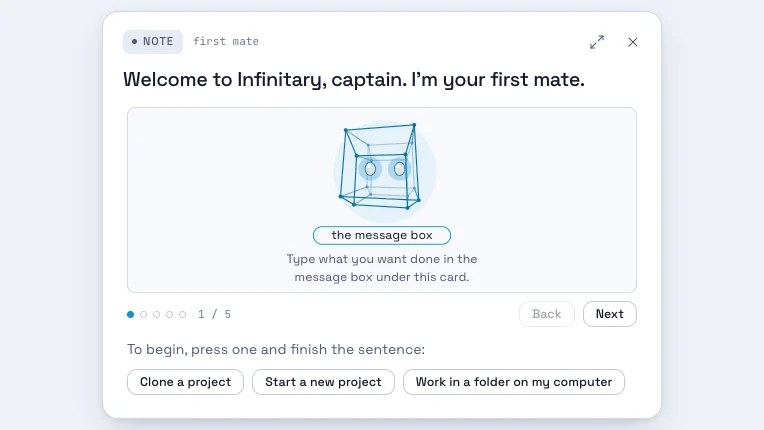 NOTE first mate
Welcome to Infinitary, captain. I'm your first mate.
the message box
Type what you want done in the
message box under this card.
1 / 5
Back
Next
To begin, press one and finish the sentence:
Clone a project
Start a new project
Work in a folder on my computer